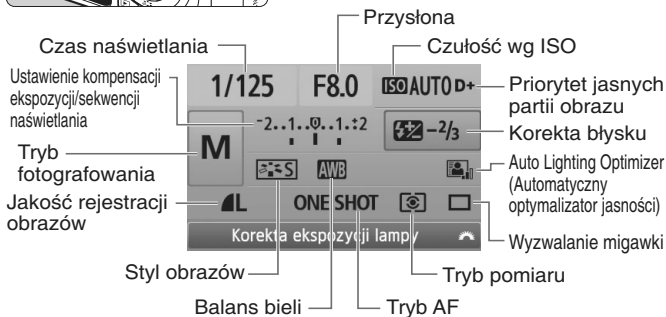 Przysłona
Czas naświetlania
Czułość wg ISO
Ustawienie kompensacji
ekspozycji/sekwencji
naświetlania
1/125 F8.0 ISO AUTO D+
Priorytet jasnych
partii obrazu
-2..1..0..1.:2
-2/3
Korekta błysku
M
Tryb
fotografowania
S AWB
Auto Lighting Optimizer
(Automatyczny
optymalizator jasności)
Jakość rejestracji
obrazów
L ONE SHOT
Korekta ekspozycji lampy
Wyzwalanie migawki
Styl obrazów
Tryb pomiaru
Balans bieli
Tryb AF